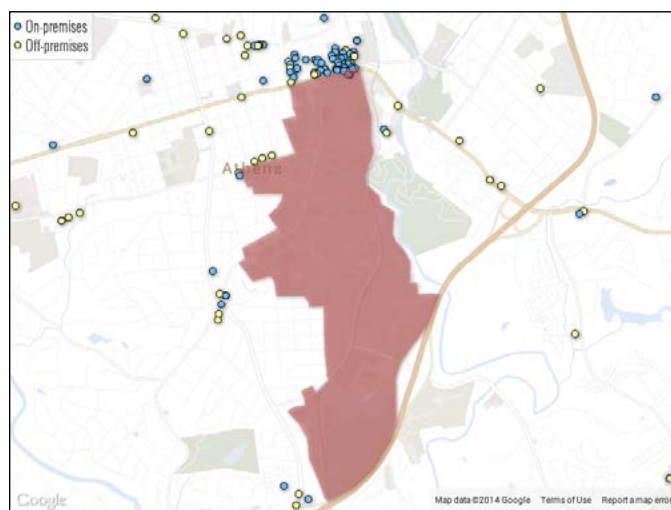 On-premises
Off-premises
Athens
Google
Map data ©2014 Google Terms of Use Report a map error